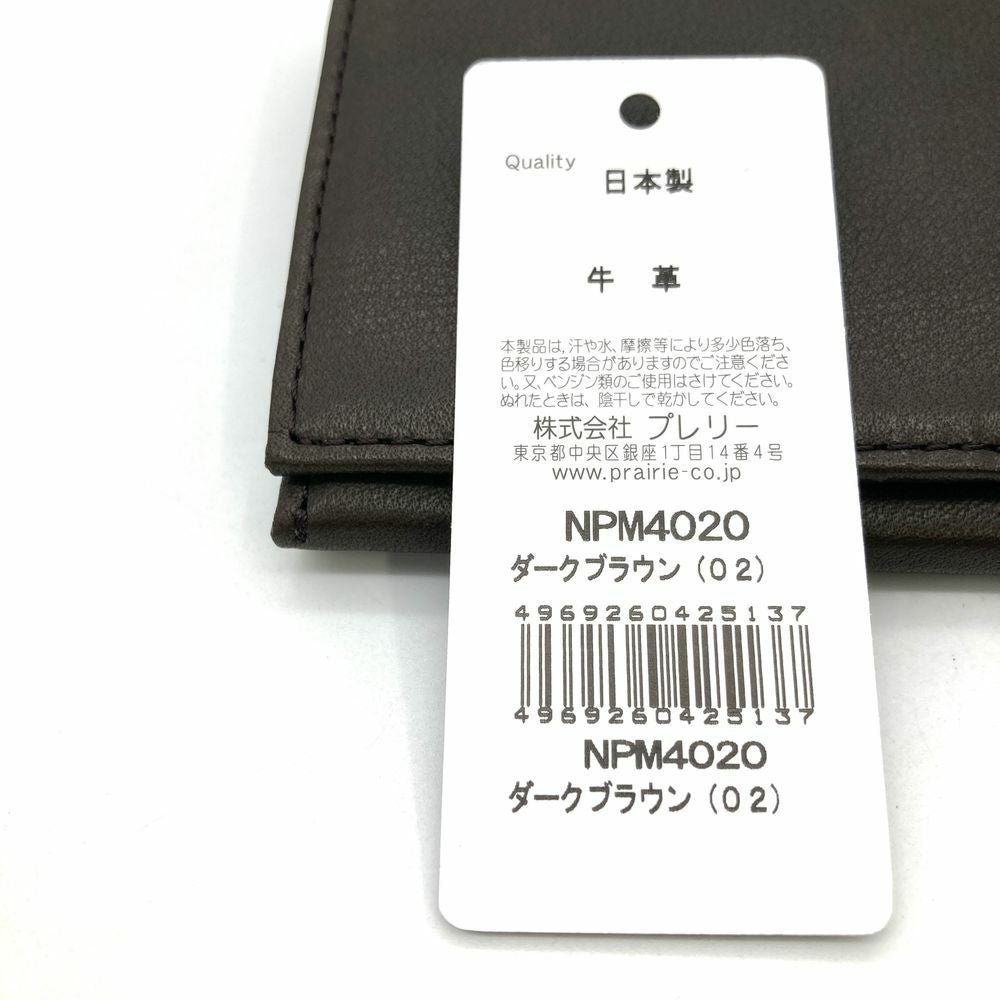 Quality
日本製
牛 革
本製品は、汗や水、摩擦等により多少色落ち、
色移りする場合がありますのでご注意くださ
い。又、ベンジン類のご使用はさけてください。
ぬれたときは、陰干しで乾かしてください。
株式会社 プレリー
東京都中央区銀座1丁目14番4号
www.prairie-co.jp
NPM4020
ダークブラウン(02)
4969260425137
4969260425137
NPM4020
ダークブラウン(02)